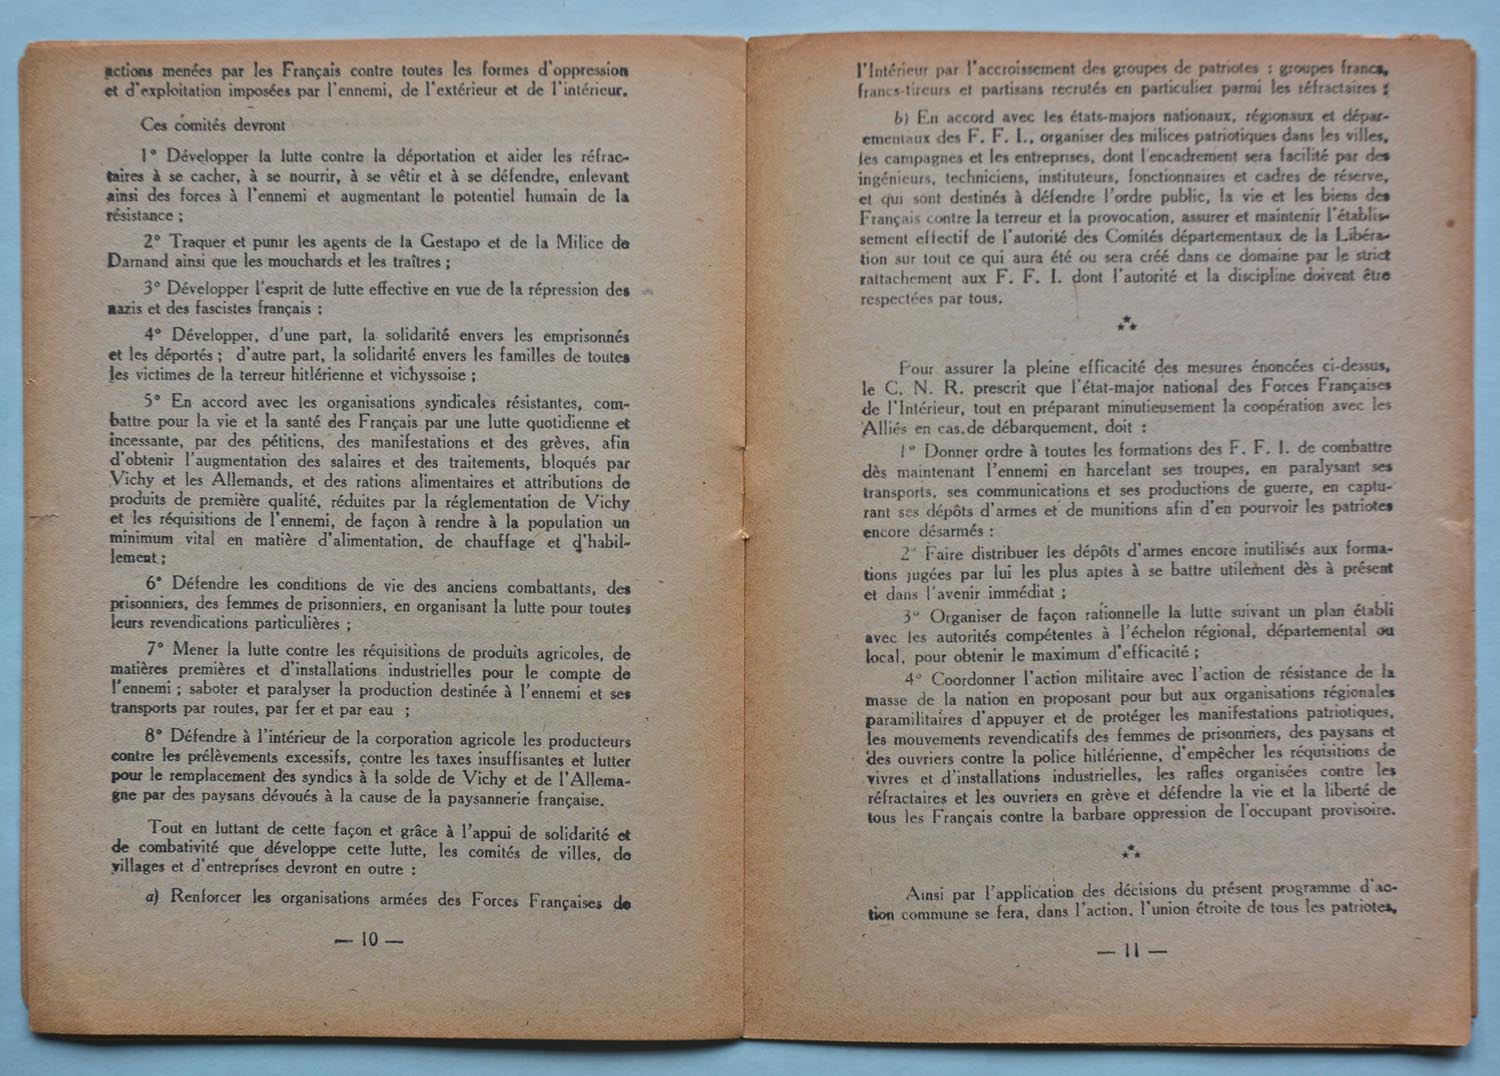 actions menées par les Français contre toutes les formes d'oppression
et d'exploitation imposées par l'ennemi, de l'extérieur et de l'intérieur.
Ces comités devront
1° Développer la lutte contre la déportation et aider les réfrac-
taires à se cacher, à se nourrir, à se vêtir et à se défendre, enlevant
ainsi des forces à l'ennemi et augmentant le potentiel humain de la
résistance ;
2° Traquer et punir les agents de la Gestapo et de la Milice de
Darnand ainsi que les mouchards et les traîtres ;
3° Développer l'esprit de lutte effective en vue de la répression des
nazis et des fascistes français ;
4° Développer, d'une part, la solidarité envers les emprisonnés
et les déportés ; d'autre part, la solidarité envers les familles de toutes
les victimes de la terreur hitlérienne et vichyssoise ;
5° En accord avec les organisations syndicales résistantes, com-
battre pour la vie et la santé des Français par une lutte quotidienne et
incessante, par des pétitions, des manifestations et des grèves, afin
d'obtenir l'augmentation des salaires et des traitements, bloqués par
Vichy et les Allemands, et des rations alimentaires et attributions de
produits de première qualité, réduites par la réglementation de Vichy
et les réquisitions de l'ennemi, de façon à rendre à la population un
minimum vital en matière d'alimentation, de chauffage et d'habil-
lement ;
6° Défendre les conditions de vie des anciens combattants, des
prisonniers, des femmes de prisonniers, en organisant la lutte pour toutes
leurs revendications particulières ;
7° Mener la lutte contre les réquisitions de produits agricoles, de
matières premières et d'installations industrielles pour le compte de
l'ennemi ; saboter et paralyser la production destinée à l'ennemi et ses
transports par routes, par fer et par eau ;
8° Défendre à l'intérieur de la corporation agricole les producteurs
contre les prélèvements excessifs, contre les taxes insuffisantes et lutter
pour le remplacement des syndics à la solde de Vichy et de l'Allema-
gne par des paysans dévoués à la cause de la paysannerie française.
Tout en luttant de cette façon et grâce à l'appui de solidarité et
de combativité que développe cette lutte, les comités de villes, de
villages et d'entreprises devront en outre :
a) Renforcer les organisations armées des Forces Françaises de
— 10 —
l'Intérieur par l'accroissement des groupes de patriotes : groupes francs,
francs-tireurs et partisans recrutés en particulier parmi les réfractaires ;
b) En accord avec les états-majors nationaux, régionaux et dépar-
ementaux des F. F. I., organiser des milices patriotiques dans les villes,
les campagnes et les entreprises, dont l'encadrement sera facilité par des
ingénieurs, techniciens, instituteurs, fonctionnaires et cadres de réserve,
et qui sont destinés à défendre l'ordre public, la vie et les biens des
Français contre la terreur et la provocation, assurer et maintenir l'établis-
sement effectif de l'autorité des Comités départementaux de la Libéra-
tion sur tout ce qui aura été ou sera créé dans ce domaine par le strict
rattachement aux F. F. I. dont l'autorité et la discipline doivent être
respectées par tous.
Pour assurer la pleine efficacité des mesures énoncées ci-dessus,
le C. N. R. prescrit que l'état-major national des Forces Françaises
de l'Intérieur, tout en préparant minutieusement la coopération avec les
Alliés en cas.de débarquement, doit :
1° Donner ordre à toutes les formations des F. F. I. de combattre
dès maintenant l'ennemi en harcelant ses troupes, en paralysant ses
transports, ses communications et ses productions de guerre, en captu-
rant ses dépôts d'armes et de munitions afin d'en pourvoir les patriotes
encore désarmés :
2° Faire distribuer les dépôts d'armes encore inutilisés aux forma-
tions jugées par lui les plus aptes à se battre utilement dès à présent
et dans l'avenir immédiat ;
3° Organiser de façon rationnelle la lutte suivant un plan établi
avec les autorités compétentes à l'échelon régional, départemental ou
local, pour obtenir le maximum d'efficacité ;
4° Coordonner l'action militaire avec l'action de résistance de la
masse de la nation en proposant pour but aux organisations régionales
paramilitaires d'appuyer et de protéger les manifestations patriotiques,
les mouvements revendicatifs des femmes de prisonniers, des paysans et
des ouvriers contre la police hitlérienne, d'empêcher les réquisitions de
vivres et d'installations industrielles, les rafles organisées contre les
réfractaires et les ouvriers en grève et défendre la vie et la liberté de
tous les Français contre la barbare oppression de l'occupant provisoire.
Ainsi par l'application des décisions du présent programme d'ac-
tion commune se fera, dans l'action, l'union étroite de tous les patriotes,
— 11 —